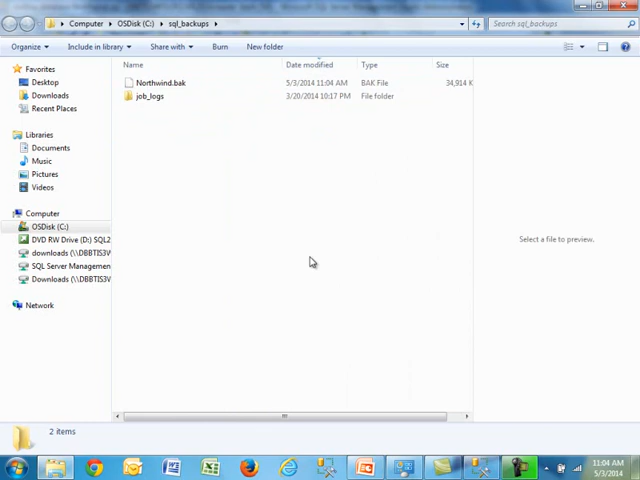 Computer ▸ OSDisk (C:) ▸ sql_backups ▸
Search sql_backups
Organize Include in library Share with Burn New folder
Name Date modified Type Size
Northwind.bak 5/3/2014 11:04 AM BAK File 34,914 K
job_logs 3/20/2014 10:17 PM File folder
Favorites
Desktop
Downloads
Recent Places
Libraries
Documents
Music
Pictures
Videos
Computer
OSDisk (C:)
DVD RW Drive (D:) SQL2
downloads (\\DBBTIS3V
SQL Server Managemen
Downloads (\\DBBTIS3V
Network
Select a file to preview.
2 items
11:04 AM
5/3/2014